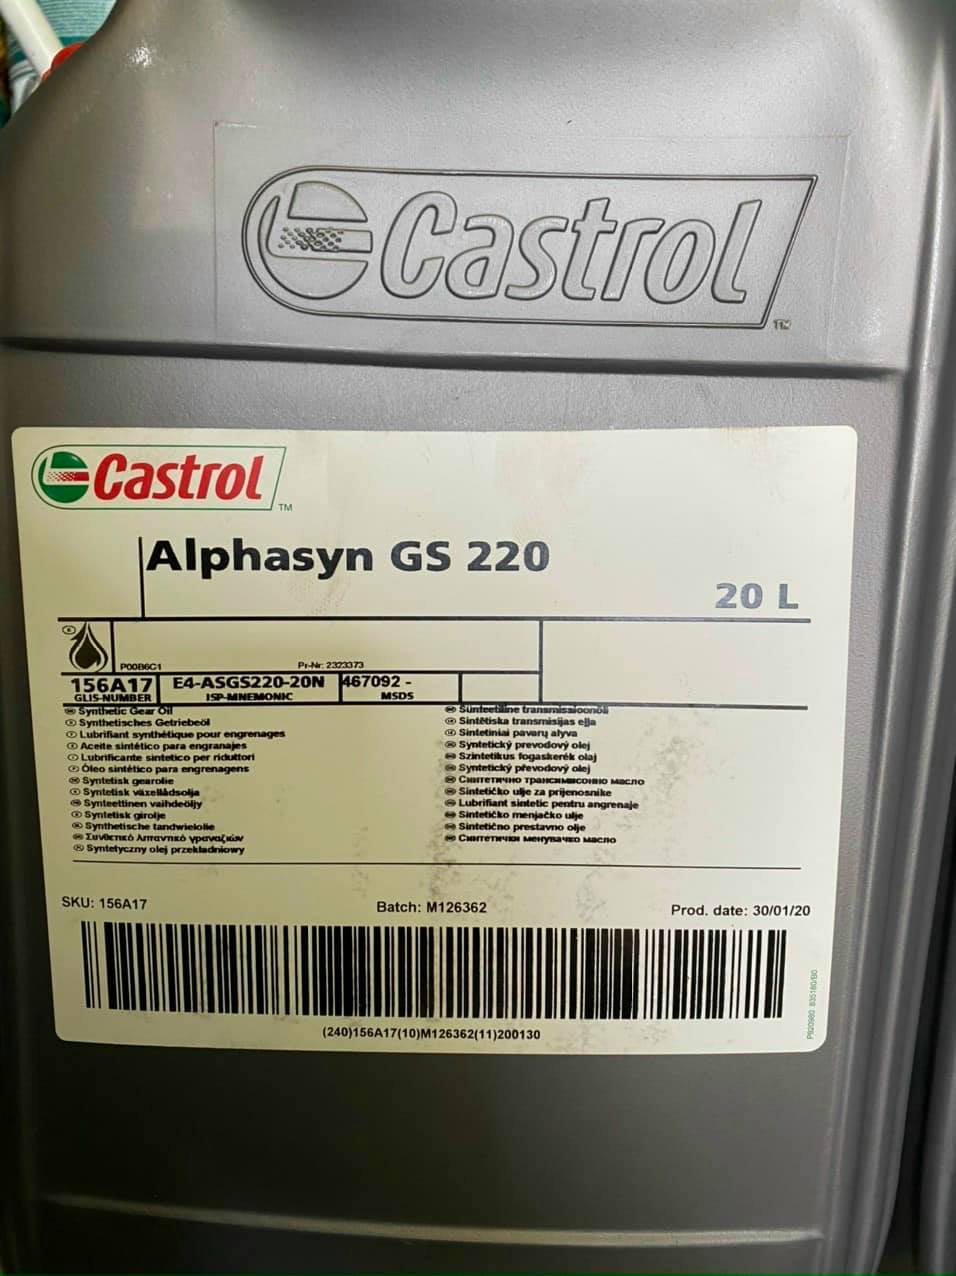 Castrol
TM
Castrol
TM
Alphasyn GS 220
20 L
P00B6C1
Pr-Nr: 2323373
156A17
GLIS-NUMBER
E4-ASGS220-20N
ISP-MNEMONIC
467092 -
MSDS
Synthetic Gear Oil
Synthetisches Getriebeöl
Lubrifiant synthétique pour engrenages
Aceite sintético para engranajes
Lubrificante sintetico per riduttori
Óleo sintético para engrenagens
Syntetisk gearolie
Syntetisk växellådsolja
Synteettinen vaihdeöljy
Syntetisk girolje
Synthetische tandwielolie
Συνθετικό λιπαντικό γραναζιών
Syntetyczny olej przekładniowy
Sünteetiline transmissioonõli
Sintētiska transmisijas eļļa
Sintetiniai pavarų alyva
Syntetický prevodový olej
Szintetikus fogaskerék olaj
Syntetický převodový olej
Синтетично трансмисионно масло
Sintetičko ulje za prijenosnike
Lubrifiant sintetic pentru angrenaje
Sintetičko menjačko ulje
Sintetično prestavno olje
Синтетички менувачко масло
SKU: 156A17
Batch: M126362
Prod. date: 30/01/20
(240)156A17(10)M126362(11)200130